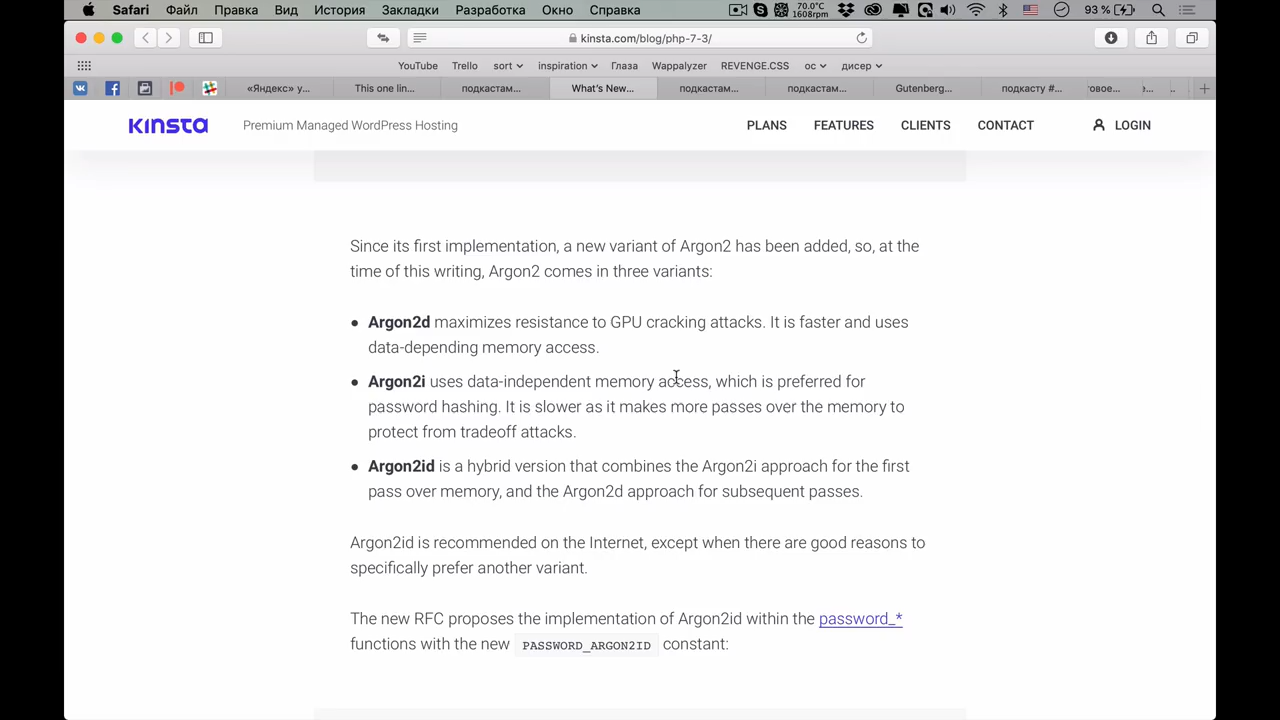 Safari Файл Правка Вид История Закладки Разработка Окно Справка 70.0°C 1608rpm 93 %
kinsta.com/blog/php-7-3/
YouTube Trello sort inspiration Глаза Wappalyzer REVENGE.CSS ос дисер
«Яндекс» у... This one lin... подкастам... What's New... подкастам... подкастам... Gutenberg... подкасту #... овое... ...
KINSTA Premium Managed WordPress Hosting PLANS FEATURES CLIENTS CONTACT LOGIN
Since its first implementation, a new variant of Argon2 has been added, so, at the
time of this writing, Argon2 comes in three variants:
● Argon2d maximizes resistance to GPU cracking attacks. It is faster and uses
data-depending memory access.
● Argon2i uses data-independent memory access, which is preferred for
password hashing. It is slower as it makes more passes over the memory to
protect from tradeoff attacks.
● Argon2id is a hybrid version that combines the Argon2i approach for the first
pass over memory, and the Argon2d approach for subsequent passes.
Argon2id is recommended on the Internet, except when there are good reasons to
specifically prefer another variant.
The new RFC proposes the implementation of Argon2id within the password_*
functions with the new PASSWORD_ARGON2ID constant: